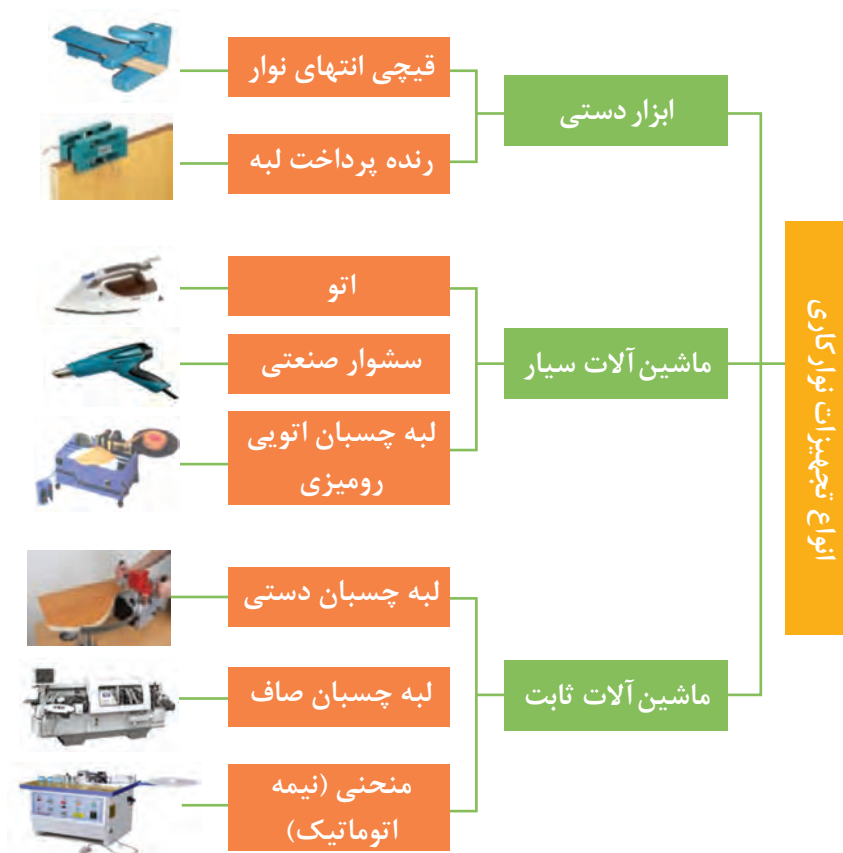 انواع تجهیزات نوارکاری
ابزار دستی
قیچی انتهای نوار
رنده پرداخت لبه
ماشین‌آلات سیار
اتو
سشوار صنعتی
لبه چسبان اتویی
رومیزی
ماشین‌آلات ثابت
لبه چسبان دستی
لبه چسبان صاف
منحنی (نیمه
اتوماتیک)